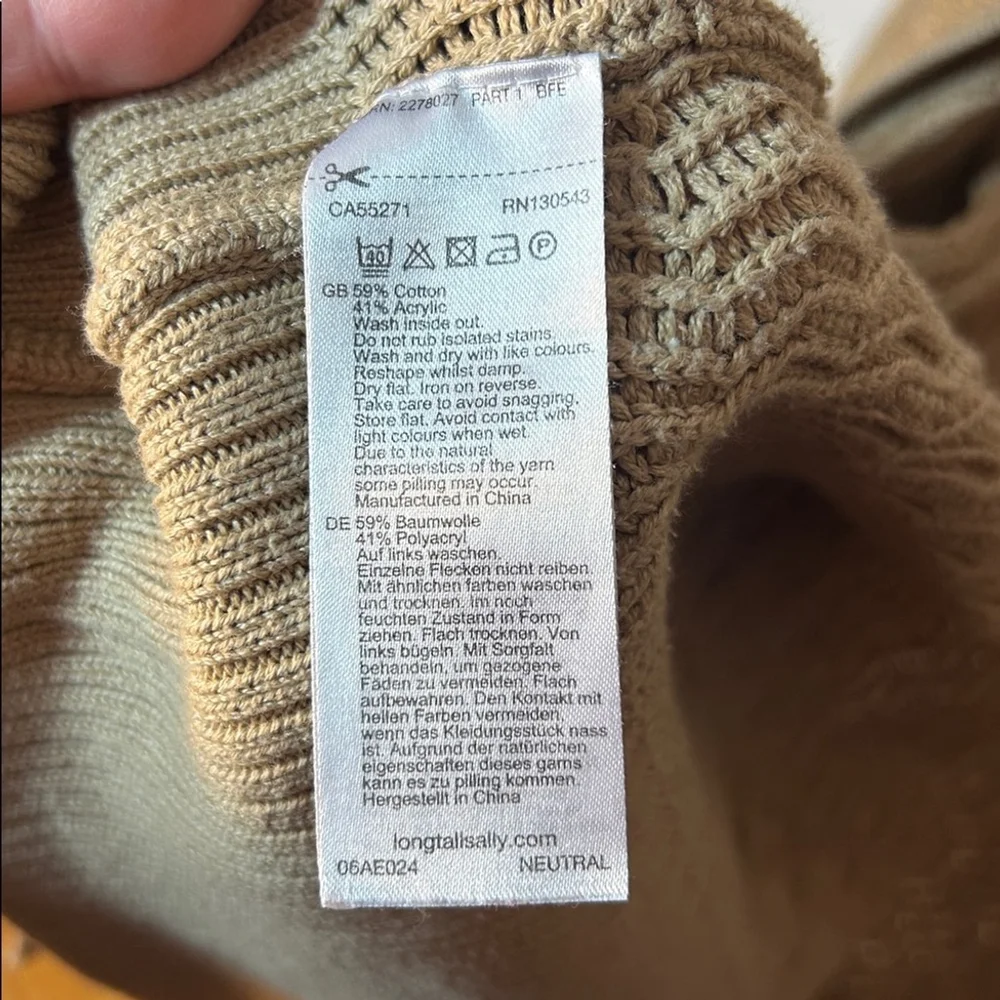 N: 2278027 PART 1 BFE
CA55271 RN130543
40 P
GB 59% Cotton
41% Acrylic
Wash inside out.
Do not rub isolated stains.
Wash and dry with like colours.
Reshape whilst damp.
Dry flat. Iron on reverse.
Take care to avoid snagging.
Store flat. Avoid contact with
light colours when wet.
Due to the natural
characteristics of the yarn
some pilling may occur.
Manufactured in China
DE 59% Baumwolle
41% Polyacryl
Auf links waschen.
Einzelne Flecken nicht reiben.
Mit ähnlichen farben waschen
und trocknen. Im noch
feuchten Zustand in Form
ziehen. Flach trocknen. Von
links bügeln. Mit Sorgfalt
behandeln, um gezogene
Fäden zu vermeiden. Flach
aufbewahren. Den Kontakt mit
hellen Farben vermeiden,
wenn das Kleidungsstück nass
ist. Aufgrund der natürlichen
eigenschaften dieses garns
kann es zu pilling kommen.
Hergestellt in China
longtallsally.com
06AE024 NEUTRAL